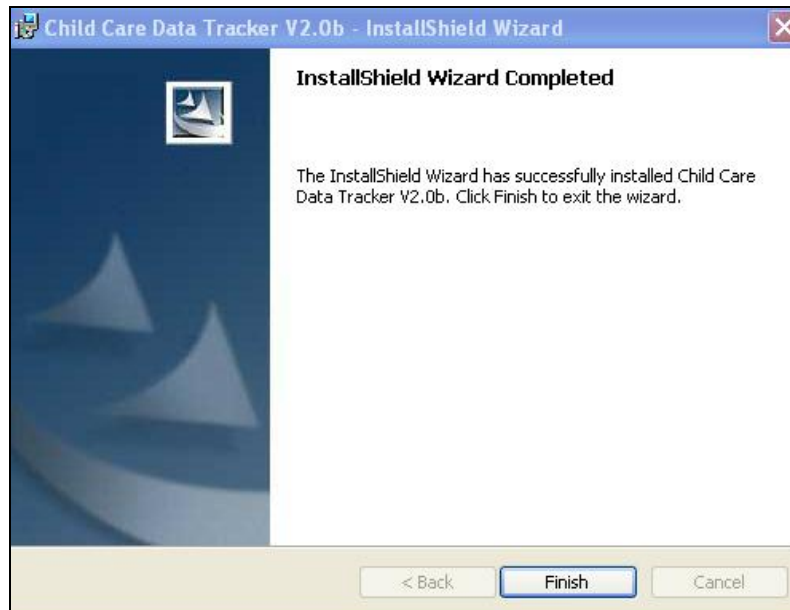 Child Care Data Tracker V2.0b - InstallShield Wizard
InstallShield Wizard Completed
The InstallShield Wizard has successfully installed Child Care
Data Tracker V2.0b. Click Finish to exit the wizard.
< Back Finish Cancel